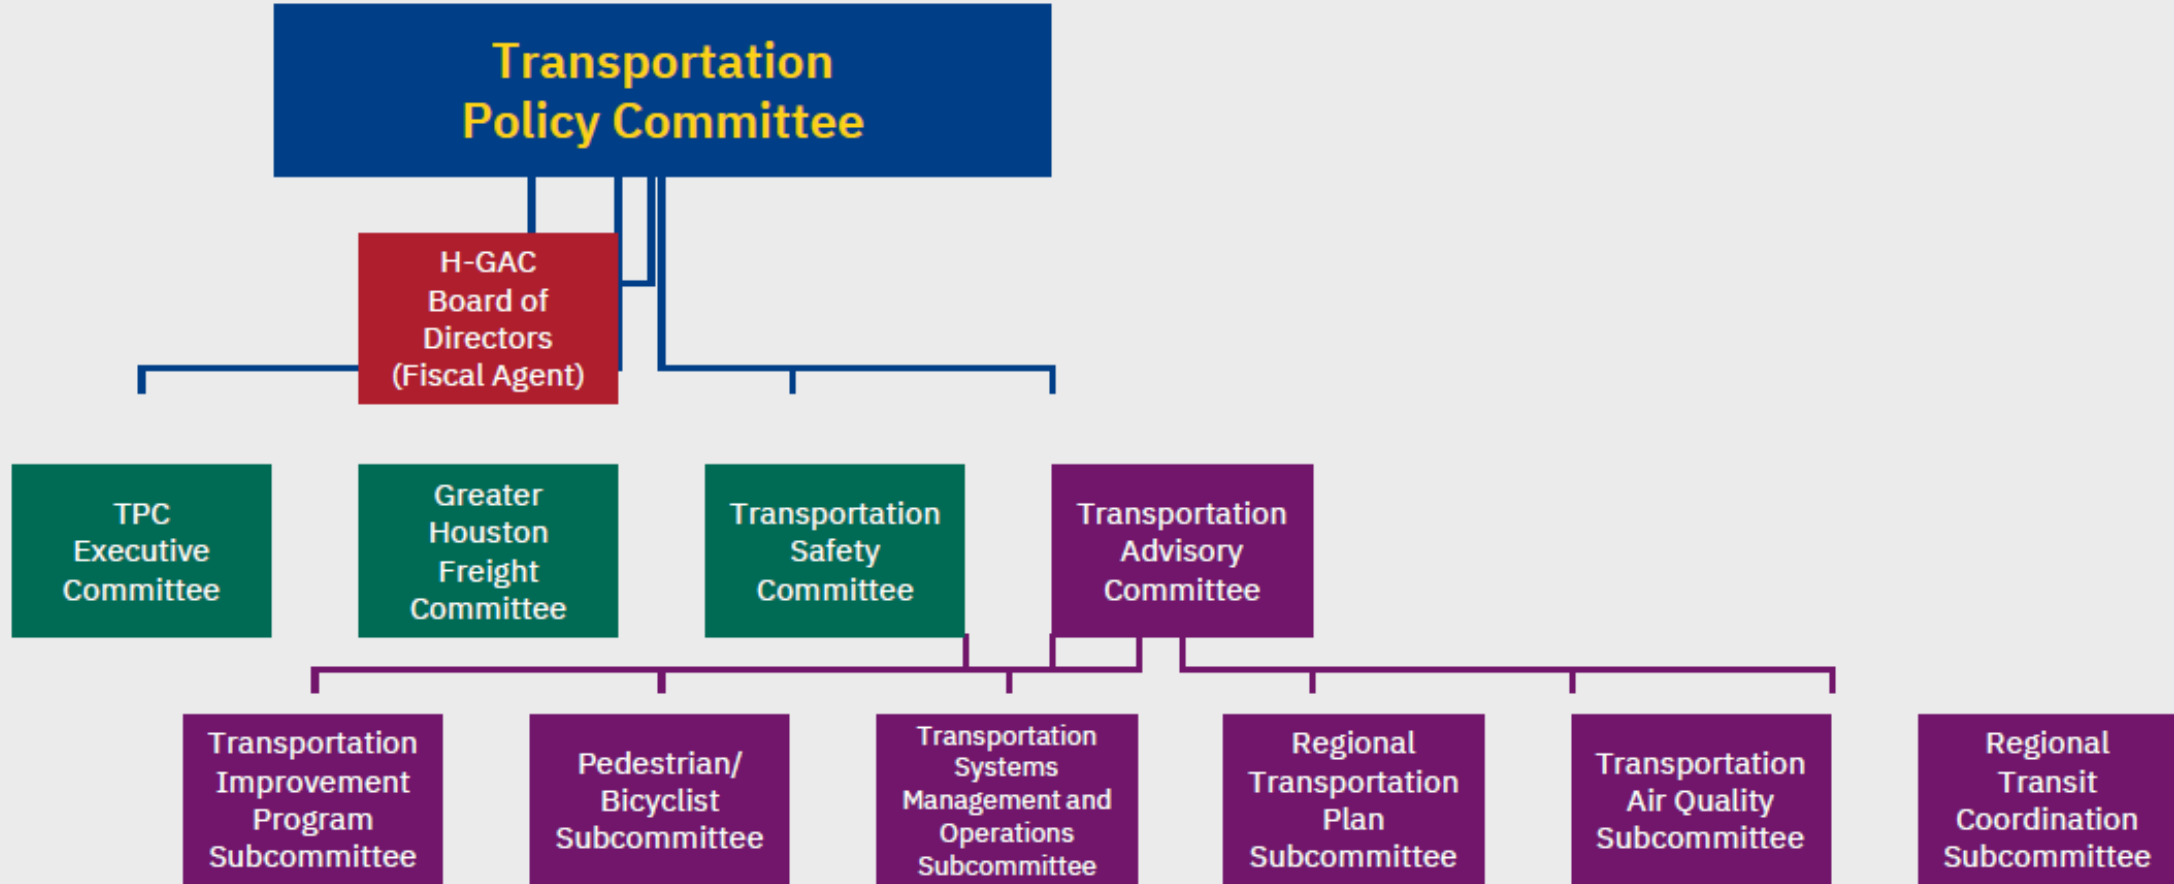 Transportation
Policy Committee
H-GAC
Board of
Directors
(Fiscal Agent)
TPC
Executive
Committee
Greater
Houston
Freight
Committee
Transportation
Safety
Committee
Transportation
Advisory
Committee
Transportation
Improvement
Program
Subcommittee
Pedestrian/
Bicyclist
Subcommittee
Transportation
Systems
Management and
Operations
Subcommittee
Regional
Transportation
Plan
Subcommittee
Transportation
Air Quality
Subcommittee
Regional
Transit
Coordination
Subcommittee